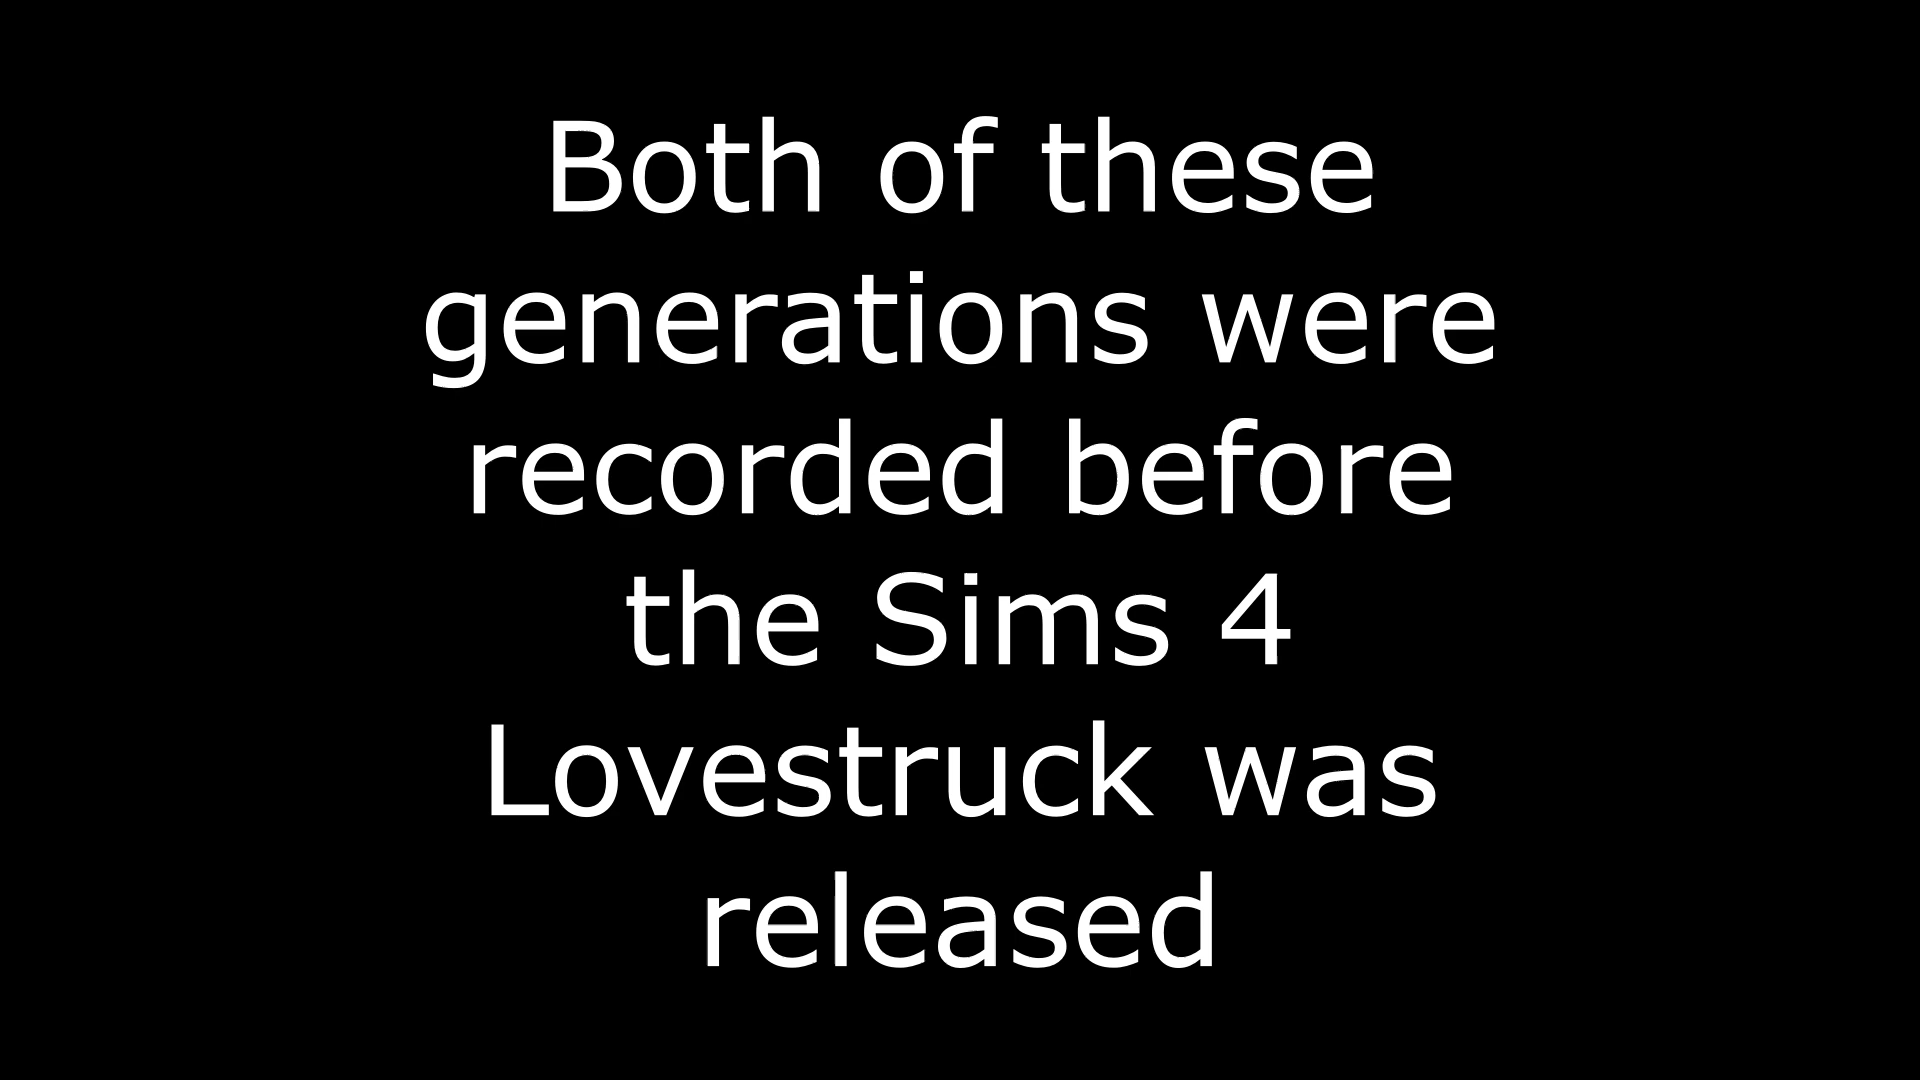 Both of these
generations were
recorded before
the Sims 4
Lovestruck was
released